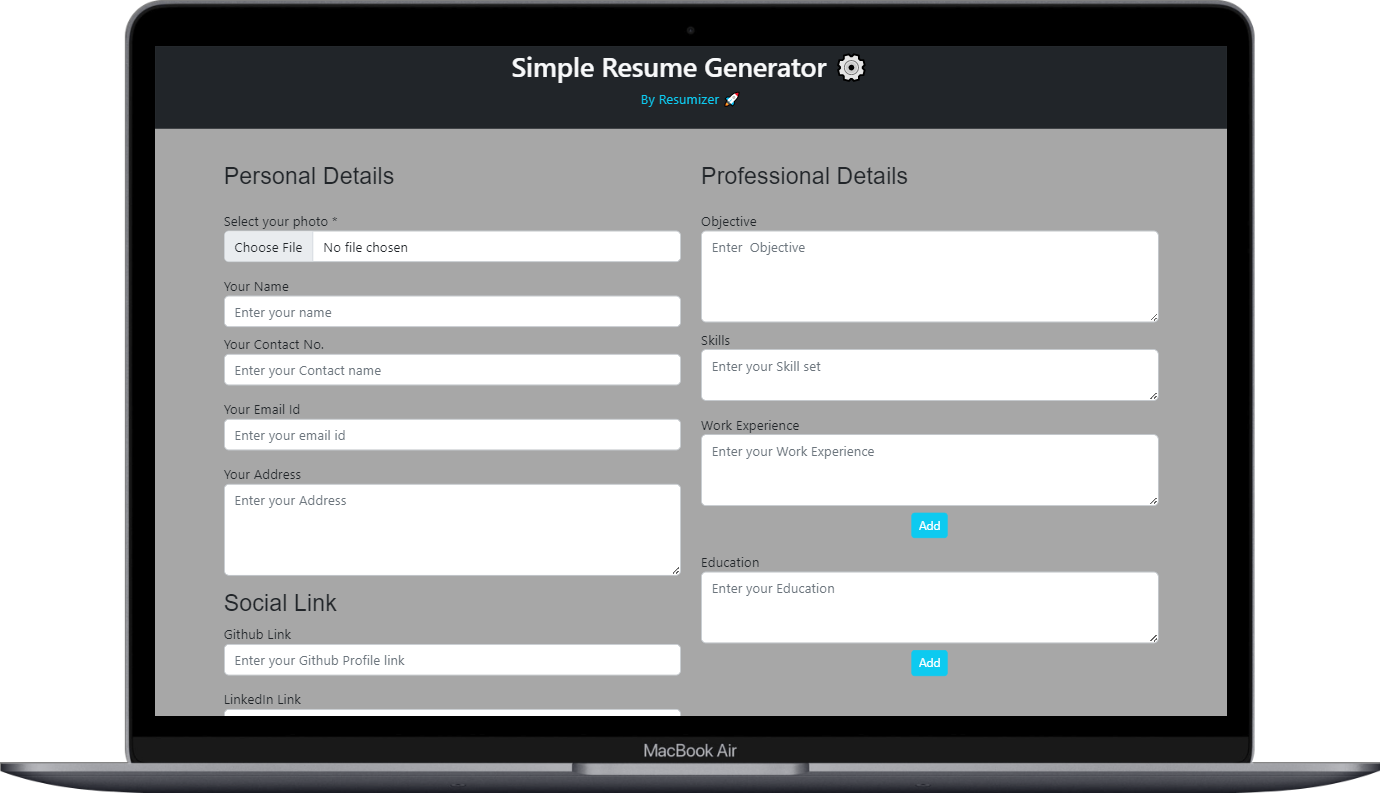 Simple Resume Generator
By Resumizer
Personal Details
Select your photo *
Choose File No file chosen
Your Name
Enter your name
Your Contact No.
Enter your Contact name
Your Email Id
Enter your email id
Your Address
Enter your Address
Social Link
Github Link
Enter your Github Profile link
LinkedIn Link
Professional Details
Objective
Enter  Objective
Skills
Enter your Skill set
Work Experience
Enter your Work Experience
Add
Education
Enter your Education
Add
MacBook Air